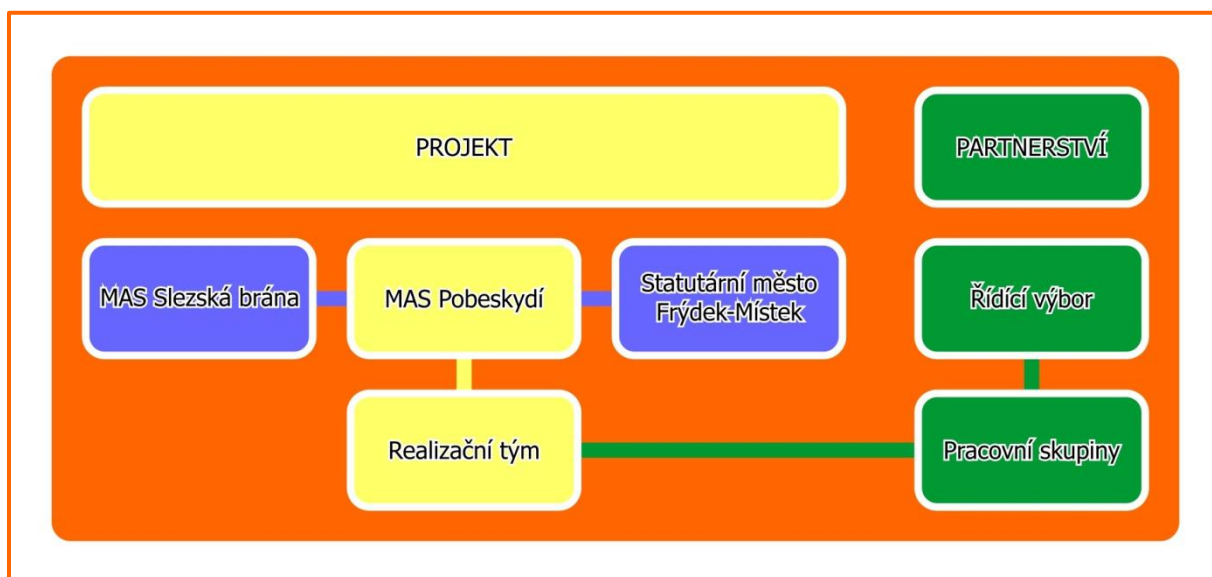 PROJEKT
PARTNERSTVÍ
MAS Slezská brána
MAS Pobeskydí
Statutární město
Frýdek-Místek
Řídící výbor
Realizační tým
Pracovní skupiny